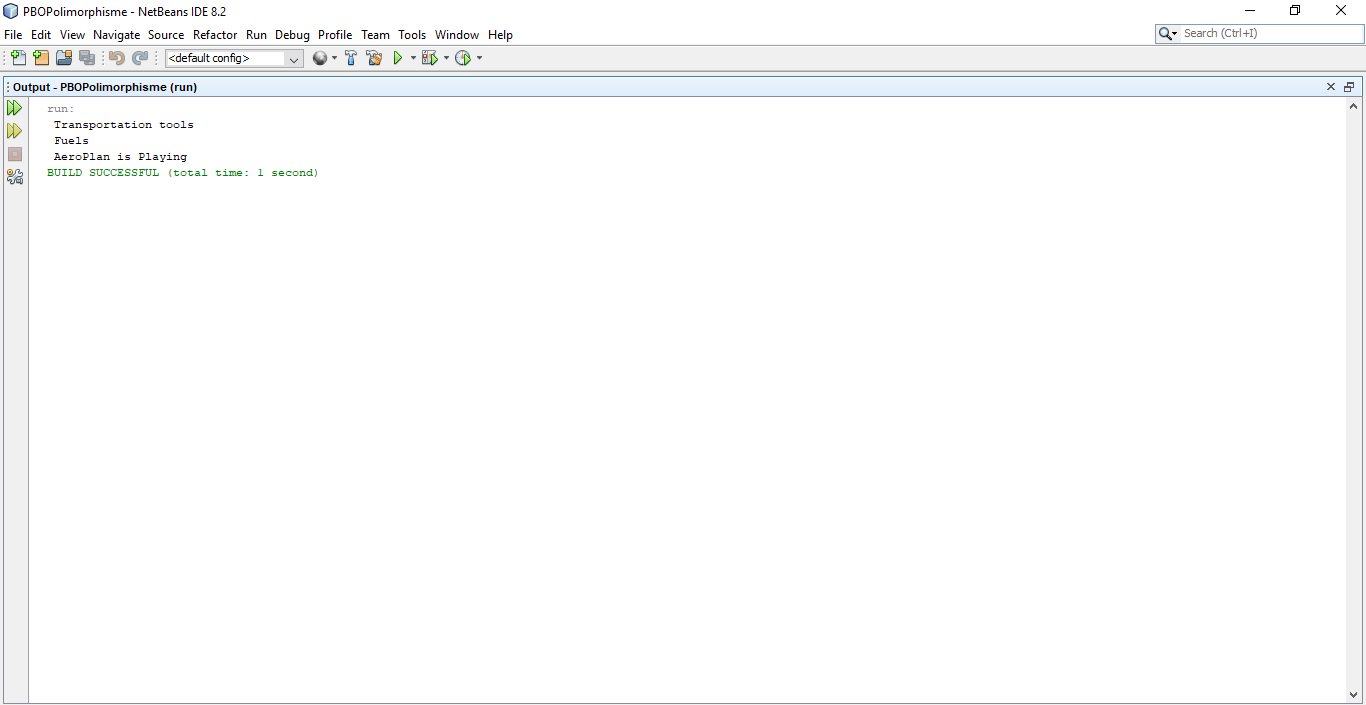 PBOPolimorphisme - NetBeans IDE 8.2
File Edit View Navigate Source Refactor Run Debug Profile Team Tools Window Help
Search (Ctrl+I)
<default config>
Output - PBOPolimorphisme (run)
run:
Transportation tools
Fuels
AeroPlan is Playing
BUILD SUCCESSFUL (total time: 1 second)